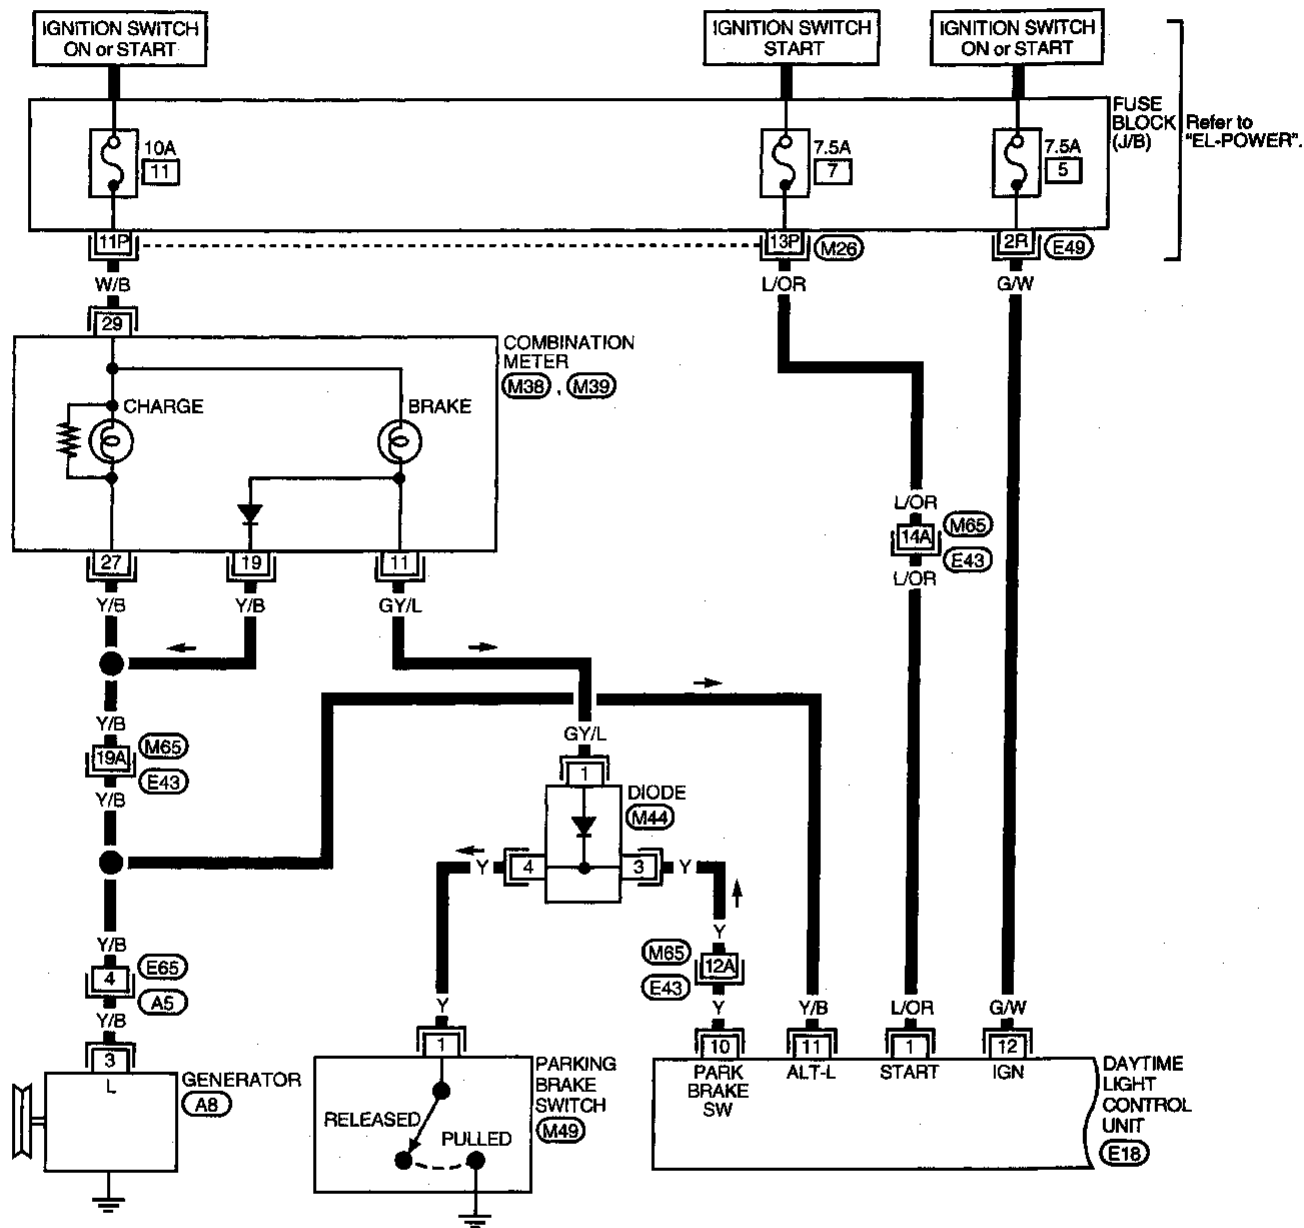 IGNITION SWITCH
ON or START
IGNITION SWITCH
START
IGNITION SWITCH
ON or START
FUSE
BLOCK
(J/B)
Refer to
"EL-POWER".
10A
11
7.5A
7
7.5A
5
11P
13P
M26
2R
E49
W/B
L/OR
G/W
29
COMBINATION
METER
M38 , M39
CHARGE
BRAKE
27
19
11
Y/B
Y/B
GY/L
L/OR
14A
M65
E43
L/OR
Y/B
19A
M65
E43
Y/B
GY/L
1
DIODE
M44
Y
4
3
Y
Y
M65
12A
E43
Y
Y/B
4
E65
A5
Y/B
3
L
GENERATOR
A8
Y
1
PARKING
BRAKE
SWITCH
M49
RELEASED
PULLED
Y/B
L/OR
G/W
10
11
1
12
PARK
BRAKE
SW
ALT-L
START
IGN
DAYTIME
LIGHT
CONTROL
UNIT
E18